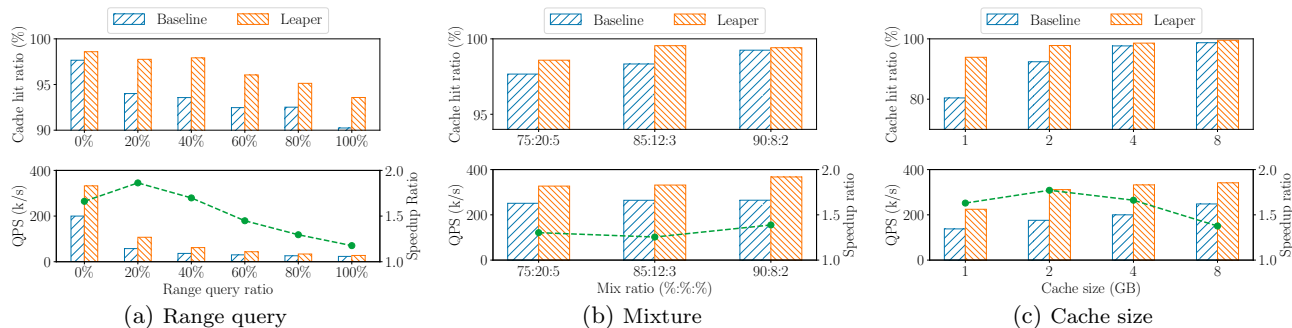 Baseline Leaper
Cache hit ratio (%)
100
95
90
0% 20% 40% 60% 80% 100%
QPS (k/s)
400
200
0
2.0
1.5
1.0
Speedup Ratio
0% 20% 40% 60% 80% 100%
Range query ratio
(a) Range query
Baseline Leaper
Cache hit ratio (%)
100
95
75:20:5 85:12:3 90:8:2
QPS (k/s)
400
200
0
2.0
1.5
1.0
Speedup ratio
75:20:5 85:12:3 90:8:2
Mix ratio (%:%:%)
(b) Mixture
Baseline Leaper
Cache hit ratio (%)
100
80
1 2 4 8
QPS (k/s)
400
200
0
2.0
1.5
1.0
Speedup ratio
1 2 4 8
Cache size (GB)
(c) Cache size